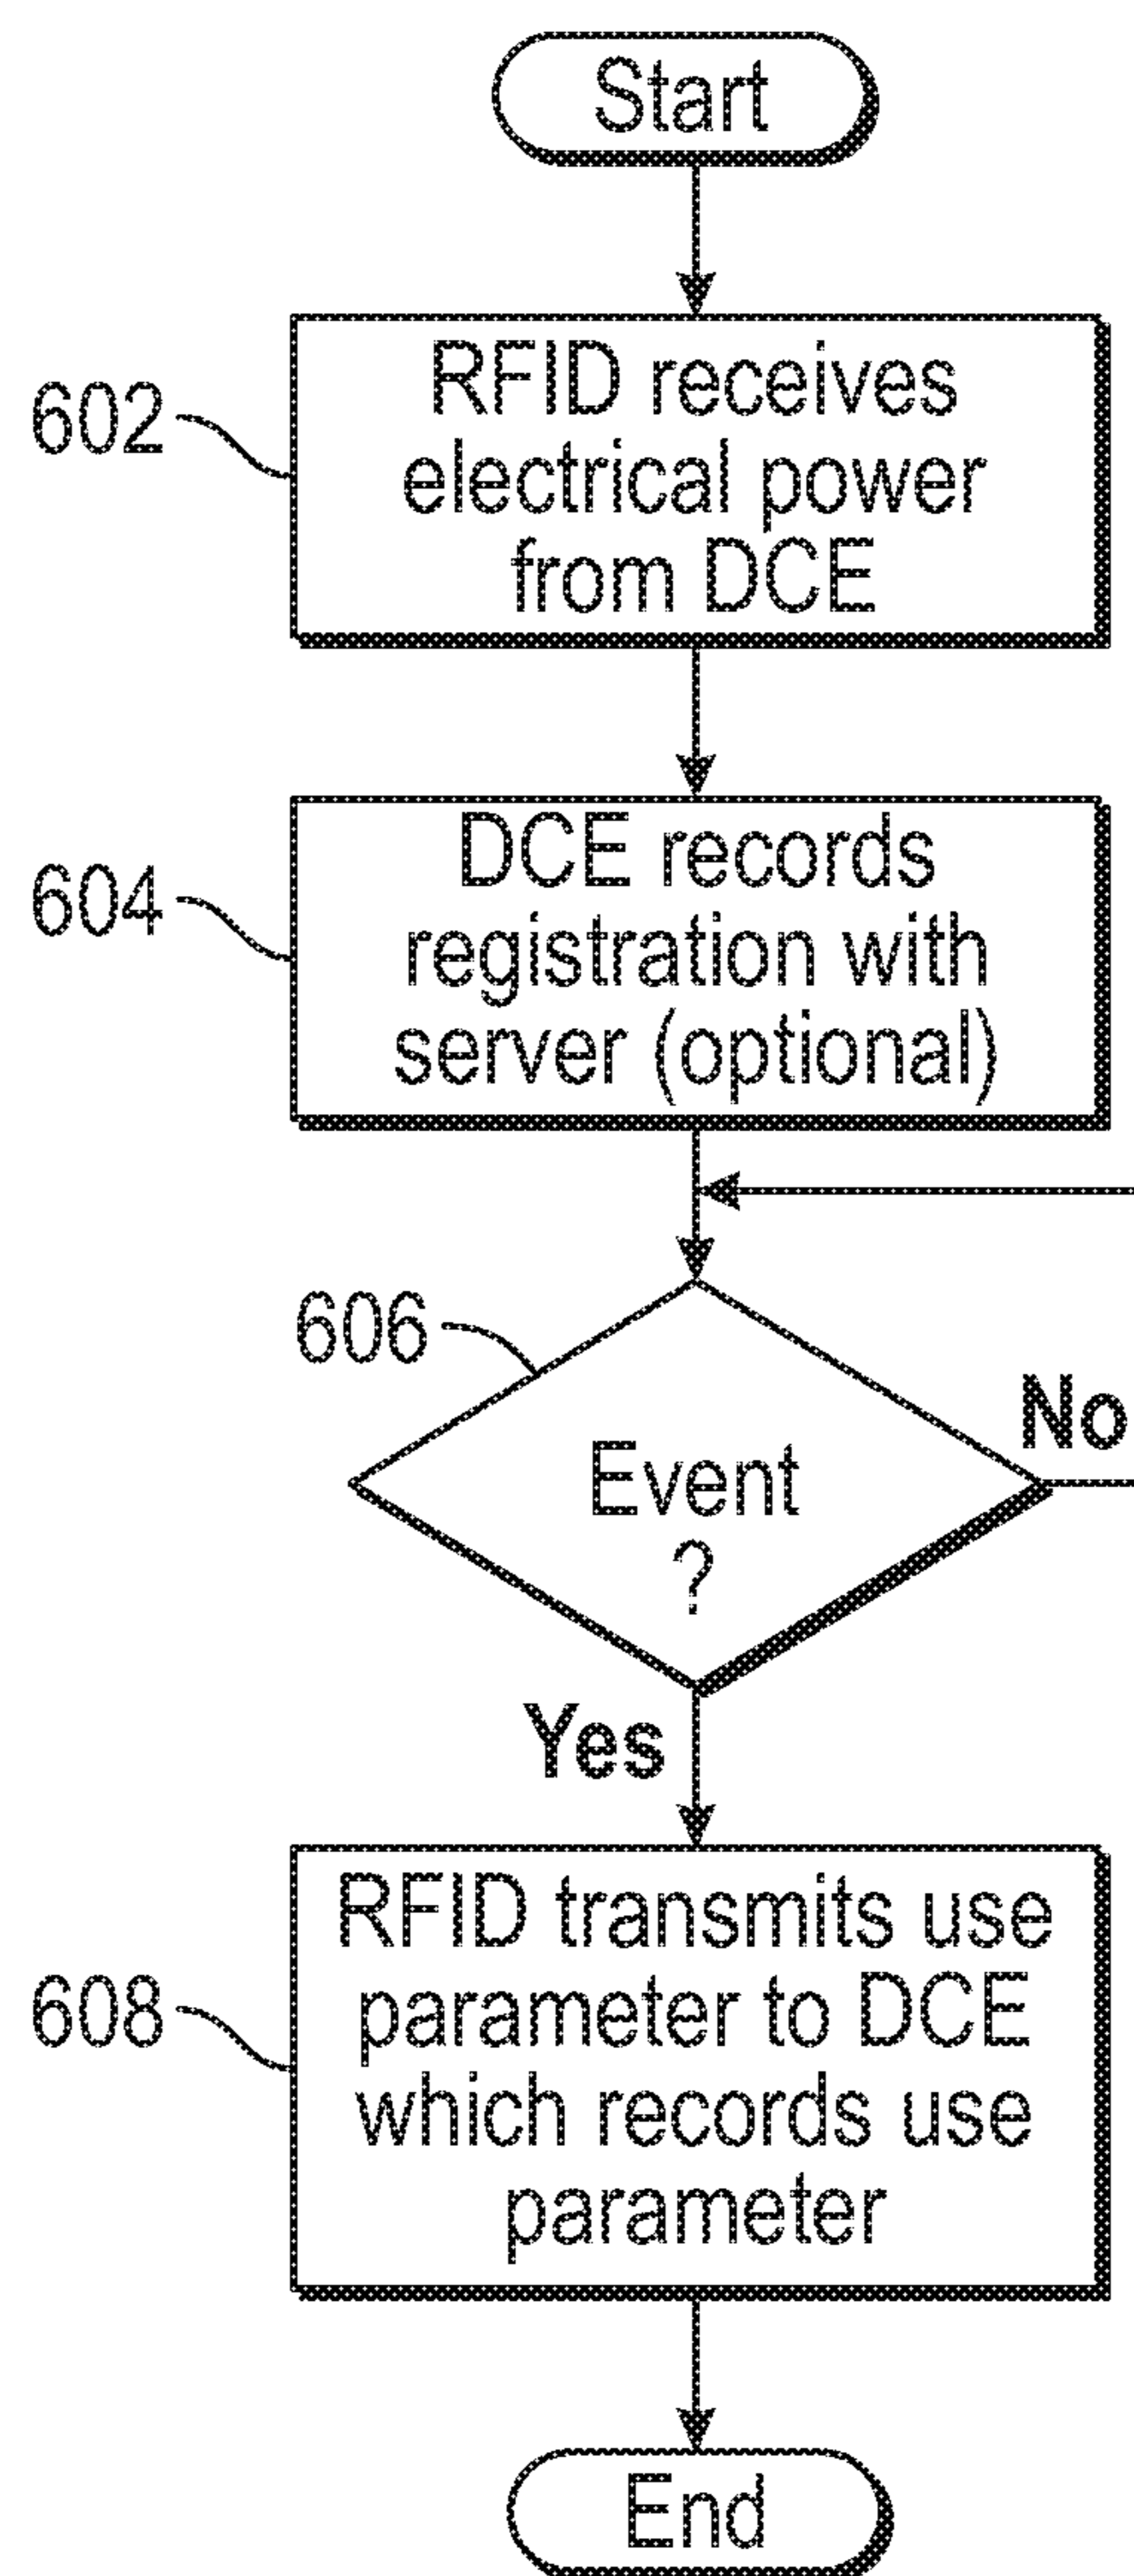 Start
602
RFID receives
electrical power
from DCE
604
DCE records
registration with
server (optional)
606
Event
?
No
Yes
608
RFID transmits use
parameter to DCE
which records use
parameter
End